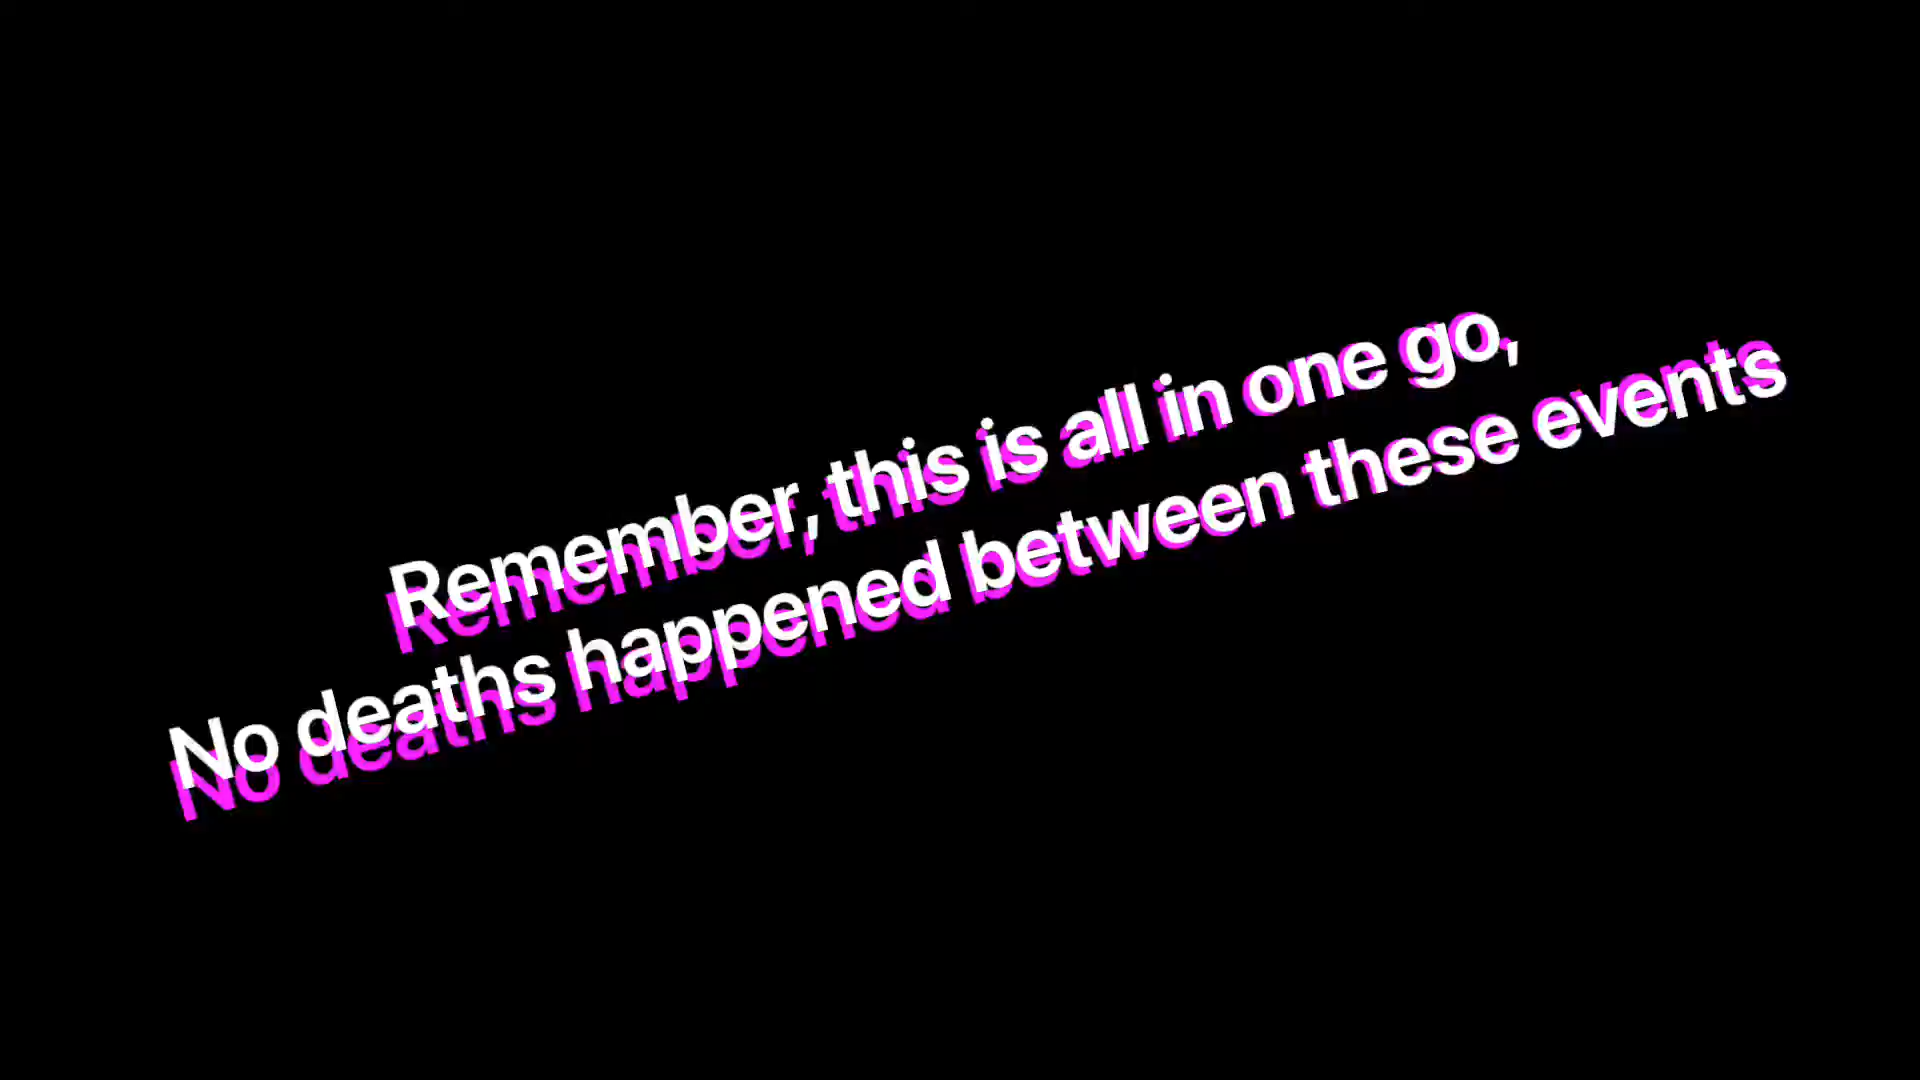 Remember, this is all in one go,
No deaths happened between these events